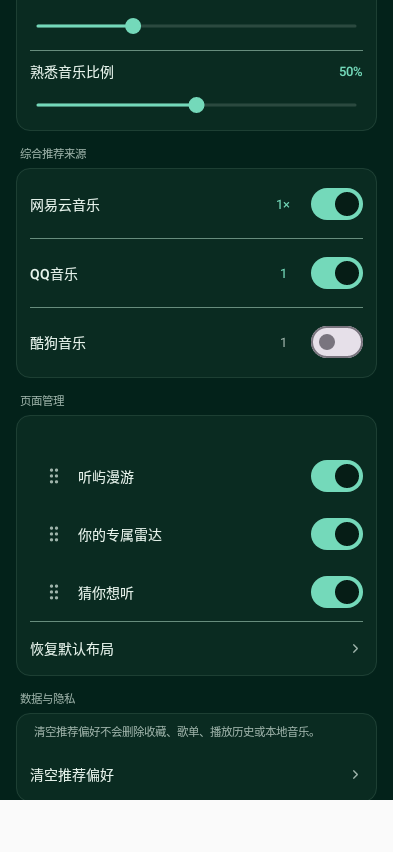 熟悉音乐比例
50%
综合推荐来源
网易云音乐
1×
QQ音乐
1
酷狗音乐
1
页面管理
听屿漫游
你的专属雷达
猜你想听
恢复默认布局
数据与隐私
清空推荐偏好不会删除收藏、歌单、播放历史或本地音乐。
清空推荐偏好